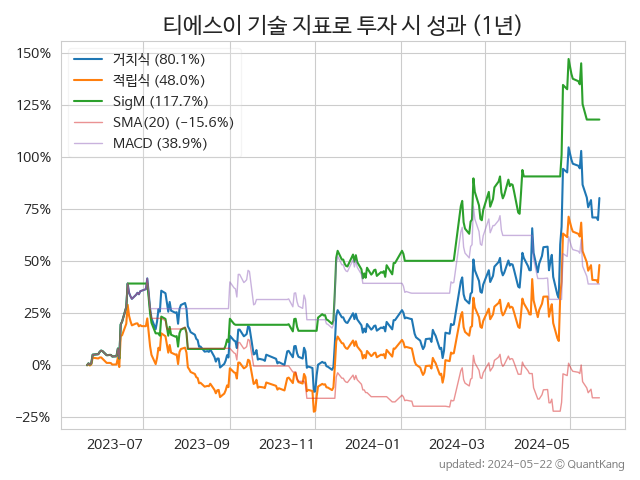 티에스이 기술 지표로 투자 시 성과 (1년)
150%
125%
100%
75%
50%
25%
0%
−25%
거치식 (80.1%)
적립식 (48.0%)
SigM (117.7%)
SMA(20) (-15.6%)
MACD (38.9%)
2023-07
2023-09
2023-11
2024-01
2024-03
2024-05
updated: 2024-05-22 © QuantKang